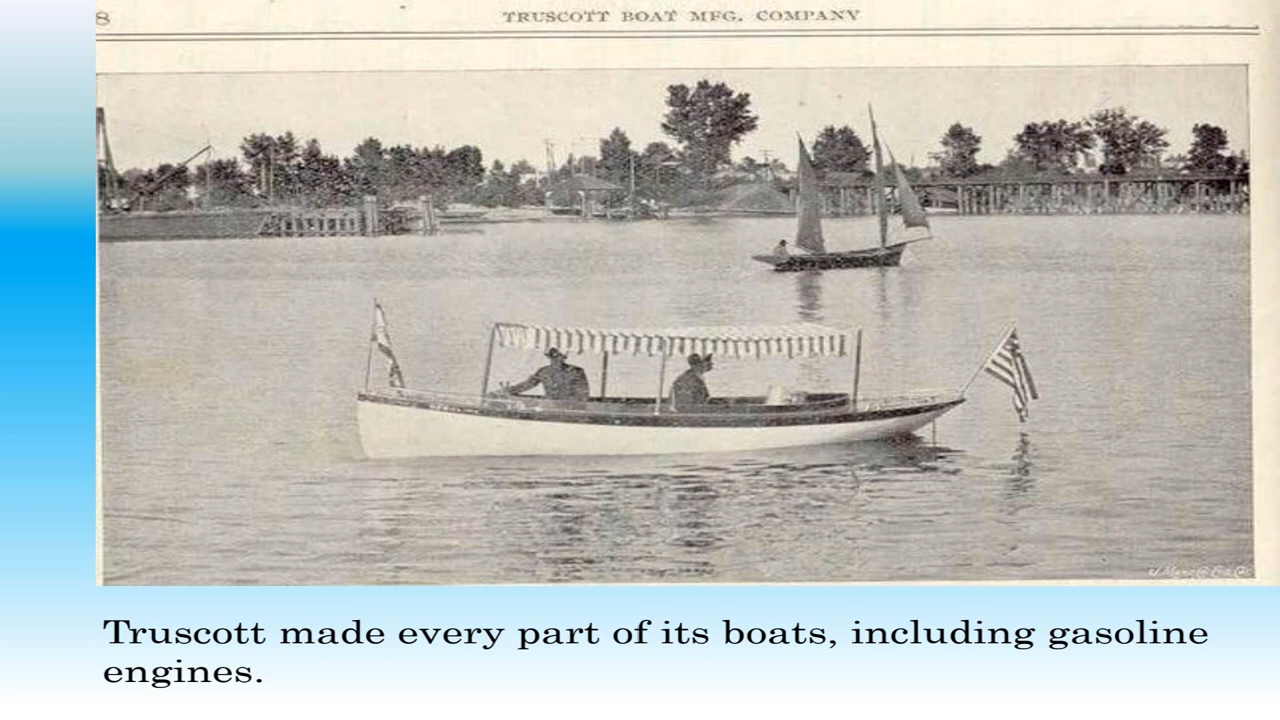 8
TRUSCOTT BOAT MFG. COMPANY
Truscott made every part of its boats, including gasoline
engines.